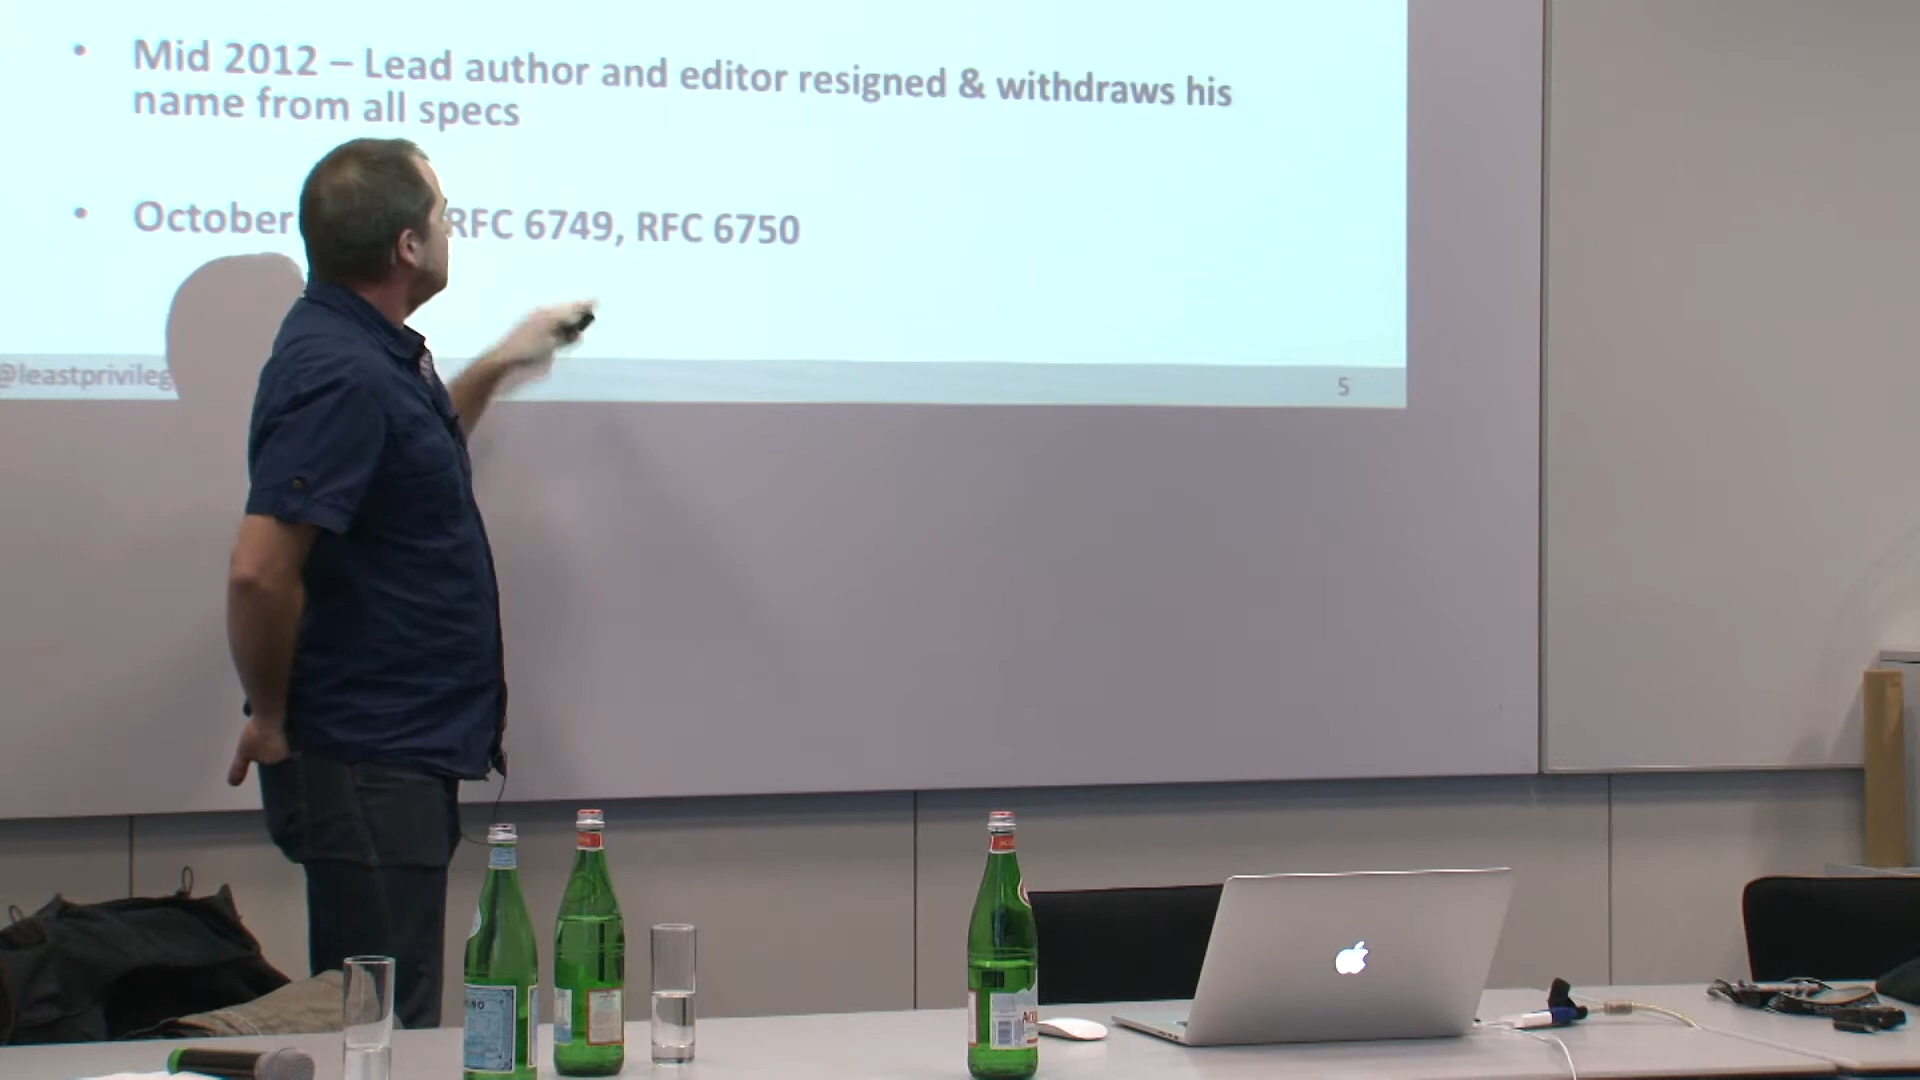 • Mid 2012 – Lead author and editor resigned & withdraws his
name from all specs
• October RFC 6749, RFC 6750
@leastprivileg
5